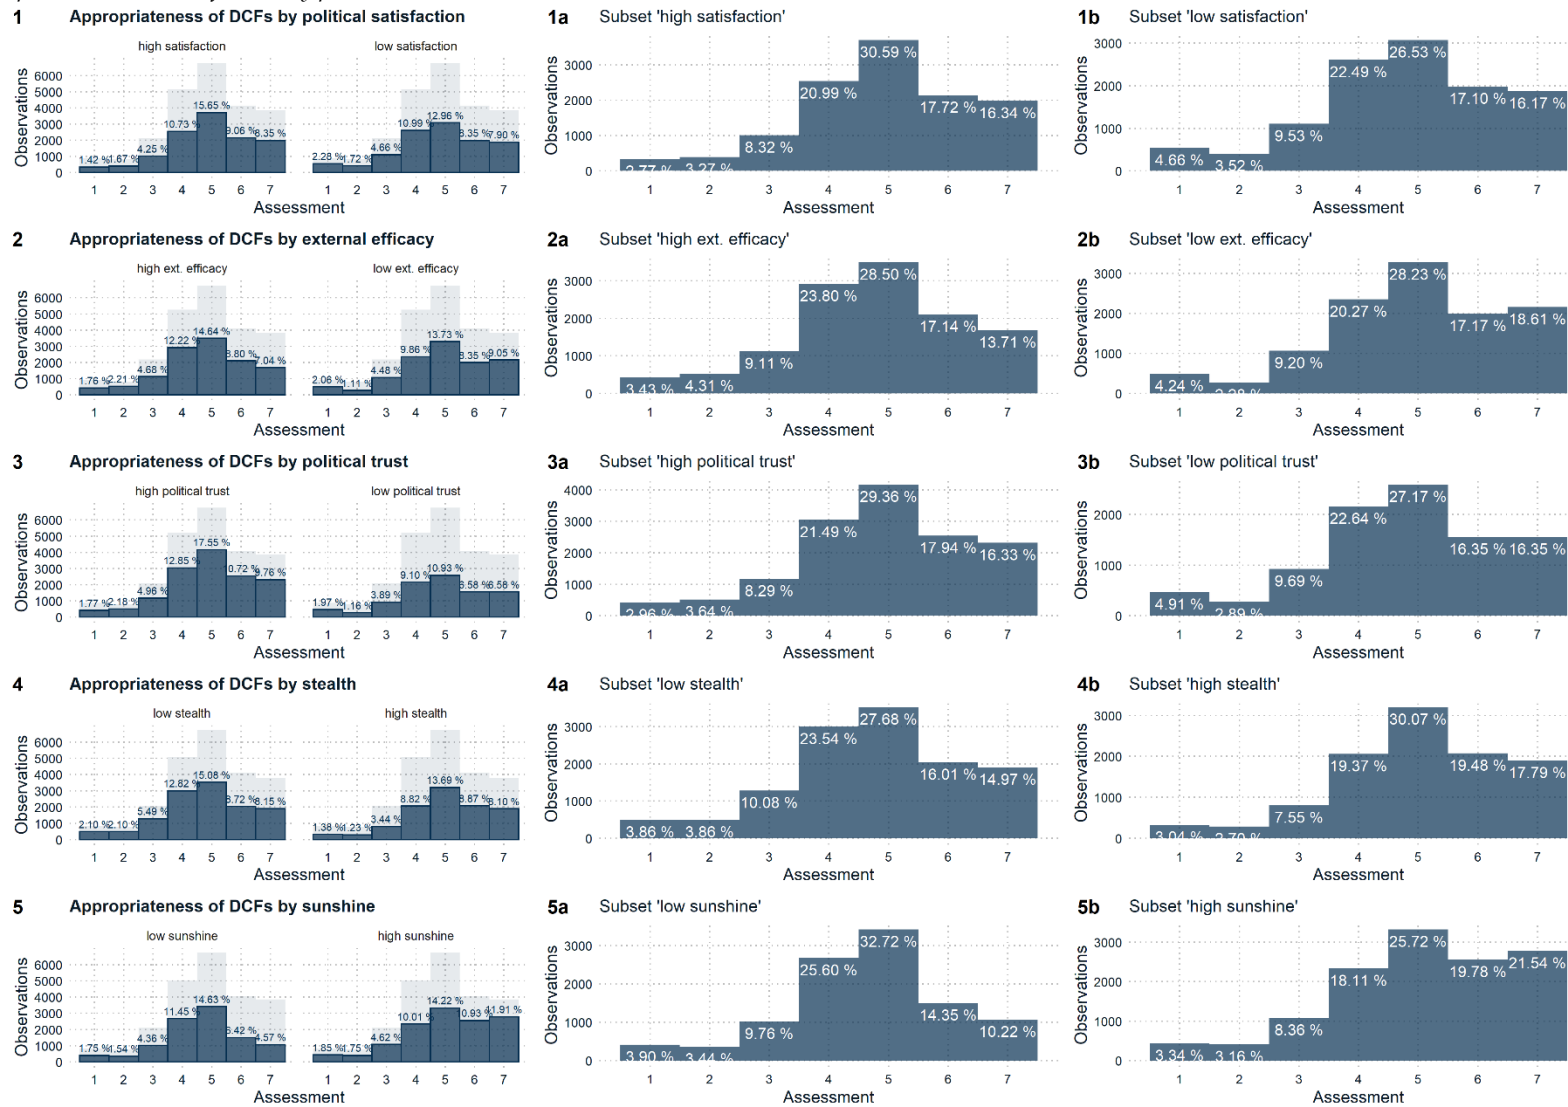 1 Appropriateness of DCFs by political satisfaction
high satisfaction
low satisfaction
Observations
6000
5000
4000
3000
2000
1000
0
1.42 % 1.67 % 4.25 % 10.73 % 15.65 % 9.06 % 8.35 %
2.28 % 1.72 % 4.66 % 10.99 % 12.96 % 8.35 % 7.90 %
1 2 3 4 5 6 7
1 2 3 4 5 6 7
Assessment
1a Subset 'high satisfaction'
Observations
3000
2000
1000
0
2.77 % 3.27 % 8.32 % 20.99 % 30.59 % 17.72 % 16.34 %
1 2 3 4 5 6 7
Assessment
1b Subset 'low satisfaction'
Observations
3000
2000
1000
0
4.66 % 3.52 % 9.53 % 22.49 % 26.53 % 17.10 % 16.17 %
1 2 3 4 5 6 7
Assessment
2 Appropriateness of DCFs by external efficacy
high ext. efficacy
low ext. efficacy
Observations
6000
5000
4000
3000
2000
1000
0
1.76 % 2.21 % 4.68 % 12.22 % 14.64 % 8.80 % 7.04 %
2.06 % 1.11 % 4.48 % 9.86 % 13.73 % 8.35 % 9.05 %
1 2 3 4 5 6 7
1 2 3 4 5 6 7
Assessment
2a Subset 'high ext. efficacy'
Observations
3000
2000
1000
0
3.43 % 4.31 % 9.11 % 23.80 % 28.50 % 17.14 % 13.71 %
1 2 3 4 5 6 7
Assessment
2b Subset 'low ext. efficacy'
Observations
3000
2000
1000
0
4.24 % 2.28 % 9.20 % 20.27 % 28.23 % 17.17 % 18.61 %
1 2 3 4 5 6 7
Assessment
3 Appropriateness of DCFs by political trust
high political trust
low political trust
Observations
6000
5000
4000
3000
2000
1000
0
1.77 % 2.18 % 4.96 % 12.85 % 17.55 % 10.72 % 9.76 %
1.97 % 1.16 % 3.89 % 9.10 % 10.93 % 6.58 % 6.58 %
1 2 3 4 5 6 7
1 2 3 4 5 6 7
Assessment
3a Subset 'high political trust'
Observations
4000
3000
2000
1000
0
2.96 % 3.64 % 8.29 % 21.49 % 29.36 % 17.94 % 16.33 %
1 2 3 4 5 6 7
Assessment
3b Subset 'low political trust'
Observations
2000
1000
0
4.91 % 2.89 % 9.69 % 22.64 % 27.17 % 16.35 % 16.35 %
1 2 3 4 5 6 7
Assessment
4 Appropriateness of DCFs by stealth
low stealth
high stealth
Observations
6000
5000
4000
3000
2000
1000
0
2.10 % 2.10 % 5.49 % 12.82 % 15.08 % 8.72 % 8.15 %
1.38 % 1.23 % 3.44 % 8.82 % 13.69 % 8.87 % 8.10 %
1 2 3 4 5 6 7
1 2 3 4 5 6 7
Assessment
4a Subset 'low stealth'
Observations
3000
2000
1000
0
3.86 % 3.86 % 10.08 % 23.54 % 27.68 % 16.01 % 14.97 %
1 2 3 4 5 6 7
Assessment
4b Subset 'high stealth'
Observations
3000
2000
1000
0
3.04 % 2.70 % 7.55 % 19.37 % 30.07 % 19.48 % 17.79 %
1 2 3 4 5 6 7
Assessment
5 Appropriateness of DCFs by sunshine
low sunshine
high sunshine
Observations
6000
5000
4000
3000
2000
1000
0
1.75 % 1.54 % 4.36 % 11.45 % 14.63 % 6.42 % 4.57 %
1.85 % 1.75 % 4.62 % 10.01 % 14.22 % 10.93 % 11.91 %
1 2 3 4 5 6 7
1 2 3 4 5 6 7
Assessment
5a Subset 'low sunshine'
Observations
3000
2000
1000
0
3.90 % 3.44 % 9.76 % 25.60 % 32.72 % 14.35 % 10.22 %
1 2 3 4 5 6 7
Assessment
5b Subset 'high sunshine'
Observations
3000
2000
1000
0
3.34 % 3.16 % 8.36 % 18.11 % 25.72 % 19.78 % 21.54 %
1 2 3 4 5 6 7
Assessment